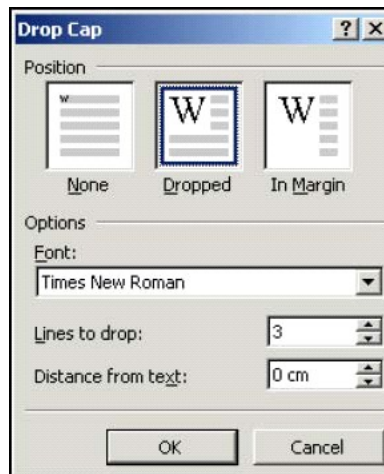 Drop Cap
Position
W W W
None Dropped In Margin
Options
Font:
Times New Roman
Lines to drop: 3
Distance from text: 0 cm
OK Cancel